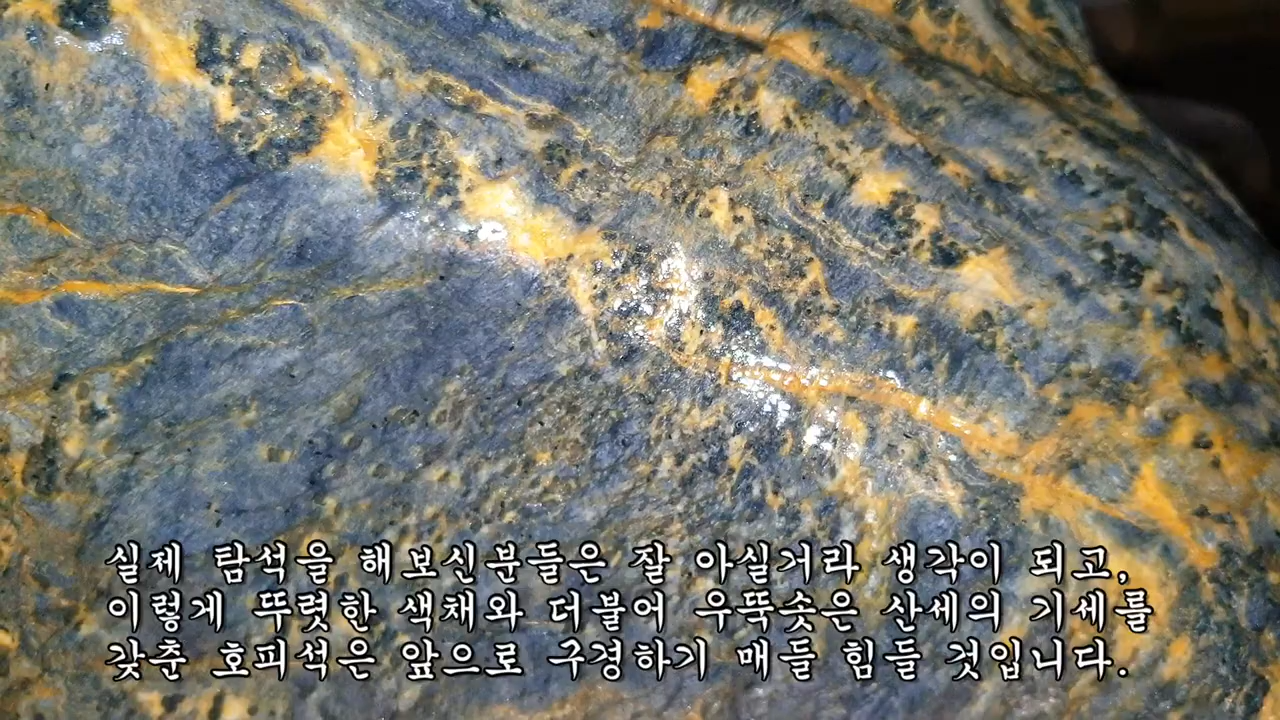 실제 탐석을 해보신분들은 잘 아실거라 생각이 되고,
이렇게 뚜렷한 색채와 더불어 우뚝솟은 산세의 기세를
갖춘 호피석은 앞으로 구경하기 매들 힘들 것입니다.